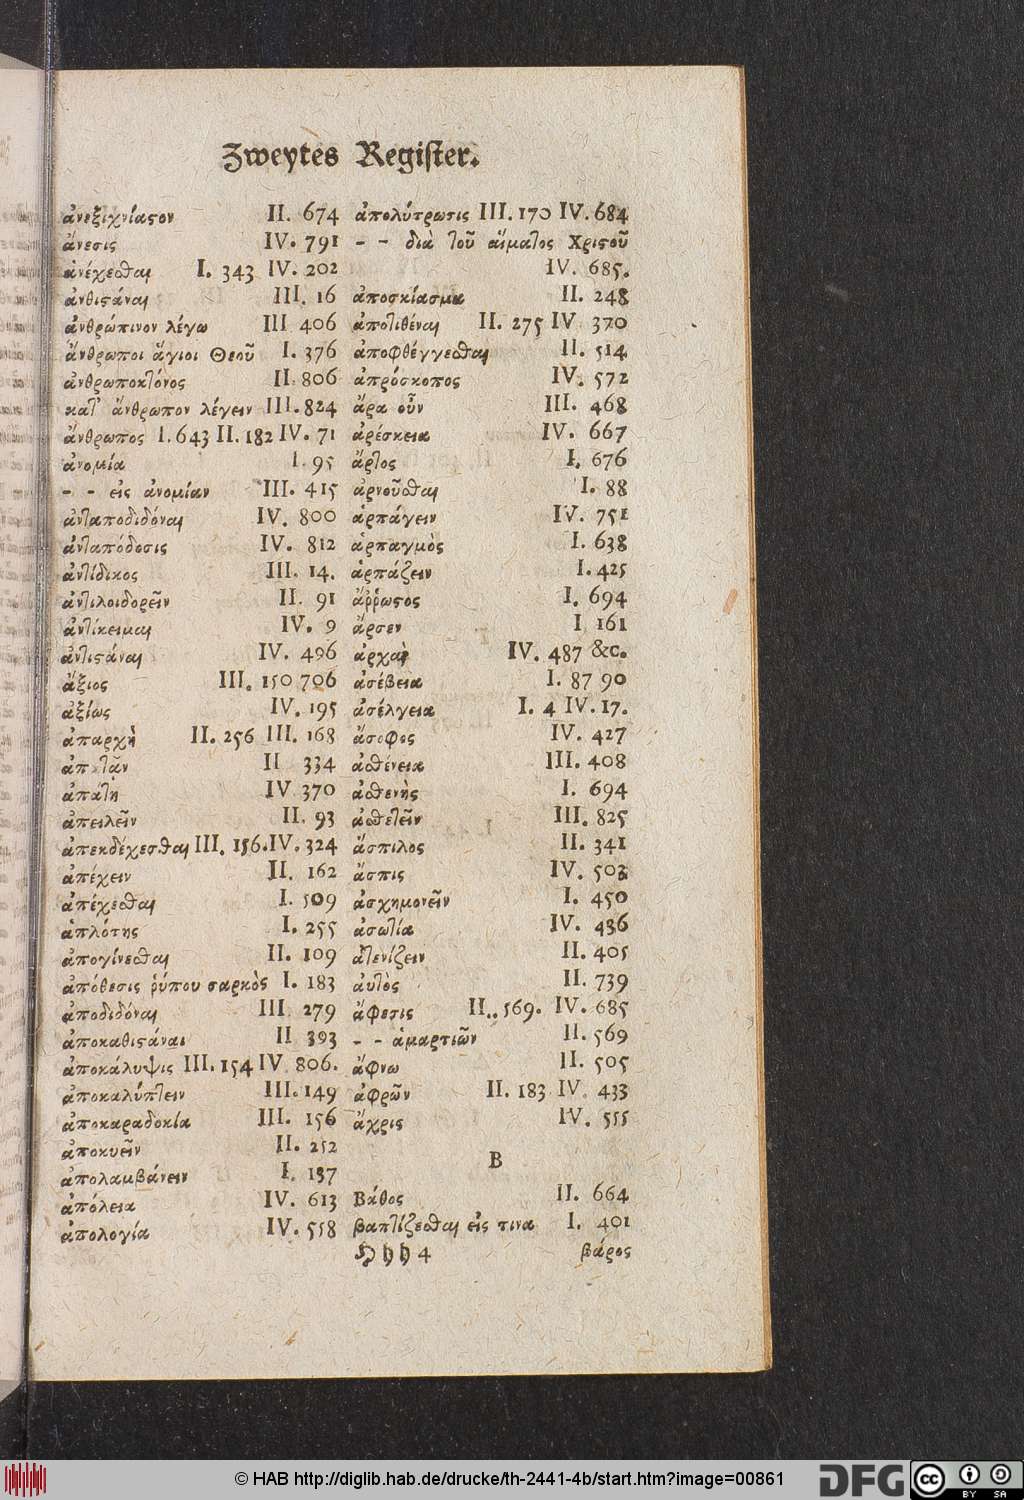 Zweytes Register.
ἀνεξιχνίαστον II. 674
ἄνεσις IV. 791
ἀνέχεσθαι I. 343 IV. 202
ἀνθιστάναι III. 16
ἀνθρώπινον λέγω III 406
ἄνθρωποι ἅγιοι Θεοῦ I. 376
ἀνθρωποκτόνος II. 806
κατ' ἄνθρωπον λέγειν III. 824
ἄνθρωπος I. 643 II. 182 IV. 71
ἀνομία I. 95
- - εἰς ἀνομίαν III. 415
ἀνταποδιδόναι IV. 800
ἀνταπόδοσις IV. 812
ἀντίδικος III. 14.
ἀντιλοιδορεῖν II. 91
ἀντίκειμαι IV. 9
ἀντιστάναι IV. 496
ἄξιος III. 150 706
ἀξίως IV. 195
ἀπαρχὴ II. 256 III. 168
II 334
ἀπάτη IV 370
ἀπειλεῖν II. 93
ἀπεκδέχεσθαι III. 156. IV. 324
ἀπέχειν II. 162
ἀπέχεσθαι I. 509
ἁπλότης I. 255
ἀπογίνεσθαι II. 109
ἀπόθεσις ῥύπου σαρκὸς I. 183
ἀποδιδόναι III. 279
ἀποκαθιστάναι II 393
ἀποκάλυψις III. 154 IV. 806.
ἀποκαλύπτειν III. 149
ἀποκαραδοκία III. 156
ἀποκυεῖν II. 252
ἀπολαμβάνειν I. 137
ἀπόλεια IV. 613
ἀπολογία IV. 558
ἀπολύτρωσις III. 170 IV. 684
- - διὰ τοῦ αἵματος Χριστοῦ
IV. 685.
ἀποσκίασμα II. 248
ἀποτιθέναι II. 275 IV. 370
ἀποφθέγγεσθαι II. 514
ἀπρόσκοπος IV. 572
ἄρα οὖν III. 468
ἀρέσκεια IV. 667
ἄρτος I. 676
ἀρνοῦσθαι I. 88
ἁρπάγειν IV. 751
ἁρπαγμὸς I. 638
ἁρπάζειν I. 425
ἄῤῥωστος I. 694
ἄρσεν I 161
ἀρχαὶ IV. 487 &c.
ἀσέβεια I. 87 90
ἀσέλγεια I. 4 IV. 17.
ἄσοφος IV. 427
ἀσθένεια III. 408
ἀσθενὴς I. 694
ἀσθετεῖν III. 825
ἄσπιλος II. 341
ἄσπις IV. 503
ἀσχημονεῖν I. 450
ἀσωτία IV. 436
ἀτενίζειν II. 405
ἀυτὸς II. 739
ἄφεσις II. 569. IV. 685
- - ἁμαρτιῶν II. 569
ἄφνω II. 505
ἀφρῶν II. 183 IV. 433
ἄχρις IV. 555
B
Βάθος II. 664
βαπτίζεσθαι εἰς τινα I. 401
Hhh 4 βάρος
© HAB http://diglib.hab.de/drucke/th-2441-4b/start.htm?image=00861
DFG
cc
BY SA